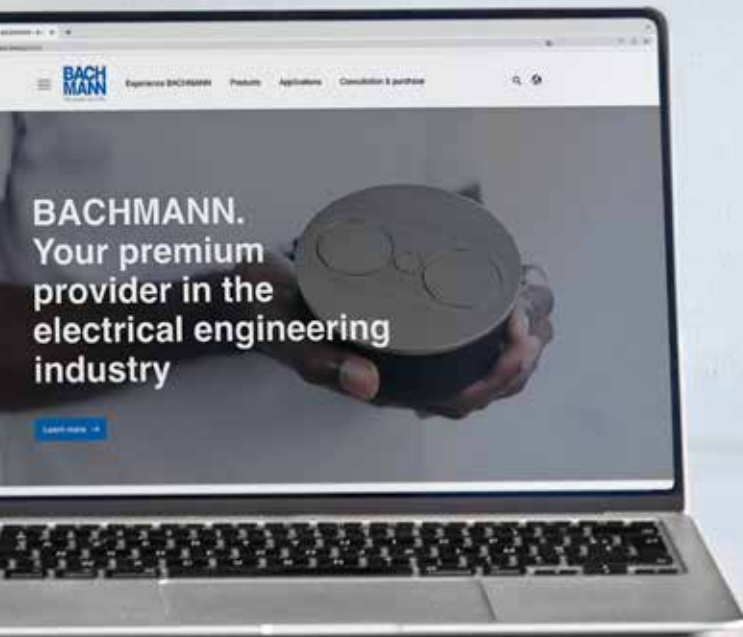 BACH
MANN
Experience BACHMANN Products Applications Consultation & purchase
BACHMANN.
Your premium
provider in the
electrical engineering
industry
Learn more →